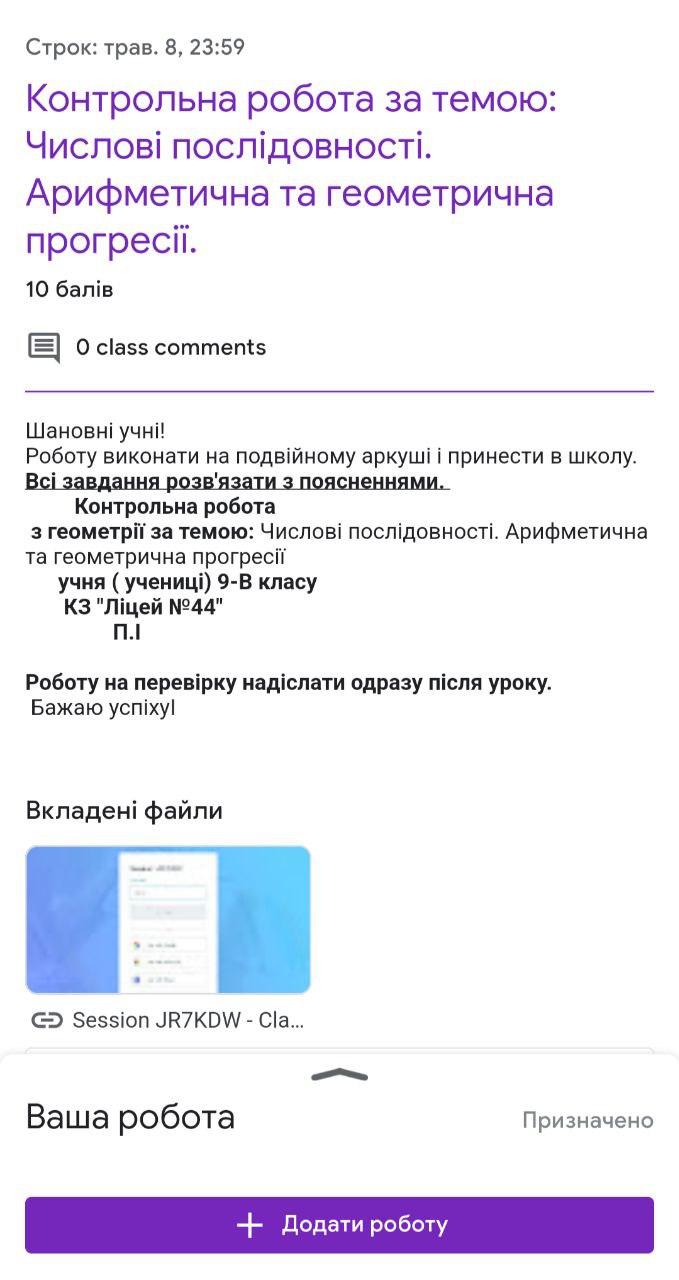 Строк: трав. 8, 23:59
Контрольна робота за темою:
Числові послідовності.
Арифметична та геометрична
прогресії.
10 балів
0 class comments
Шановні учні!
Роботу виконати на подвійному аркуші і принести в школу.
Всі завдання розв'язати з поясненнями.
Контрольна робота
з геометрії за темою: Числові послідовності. Арифметична
та геометрична прогресії
учня ( учениці) 9-В класу
КЗ "Ліцей №44"
П.І
Роботу на перевірку надіслати одразу після уроку.
Бажаю успіху!
Вкладені файли
Session JR7KDW - Cla...
Ваша робота
Призначено
Додати роботу